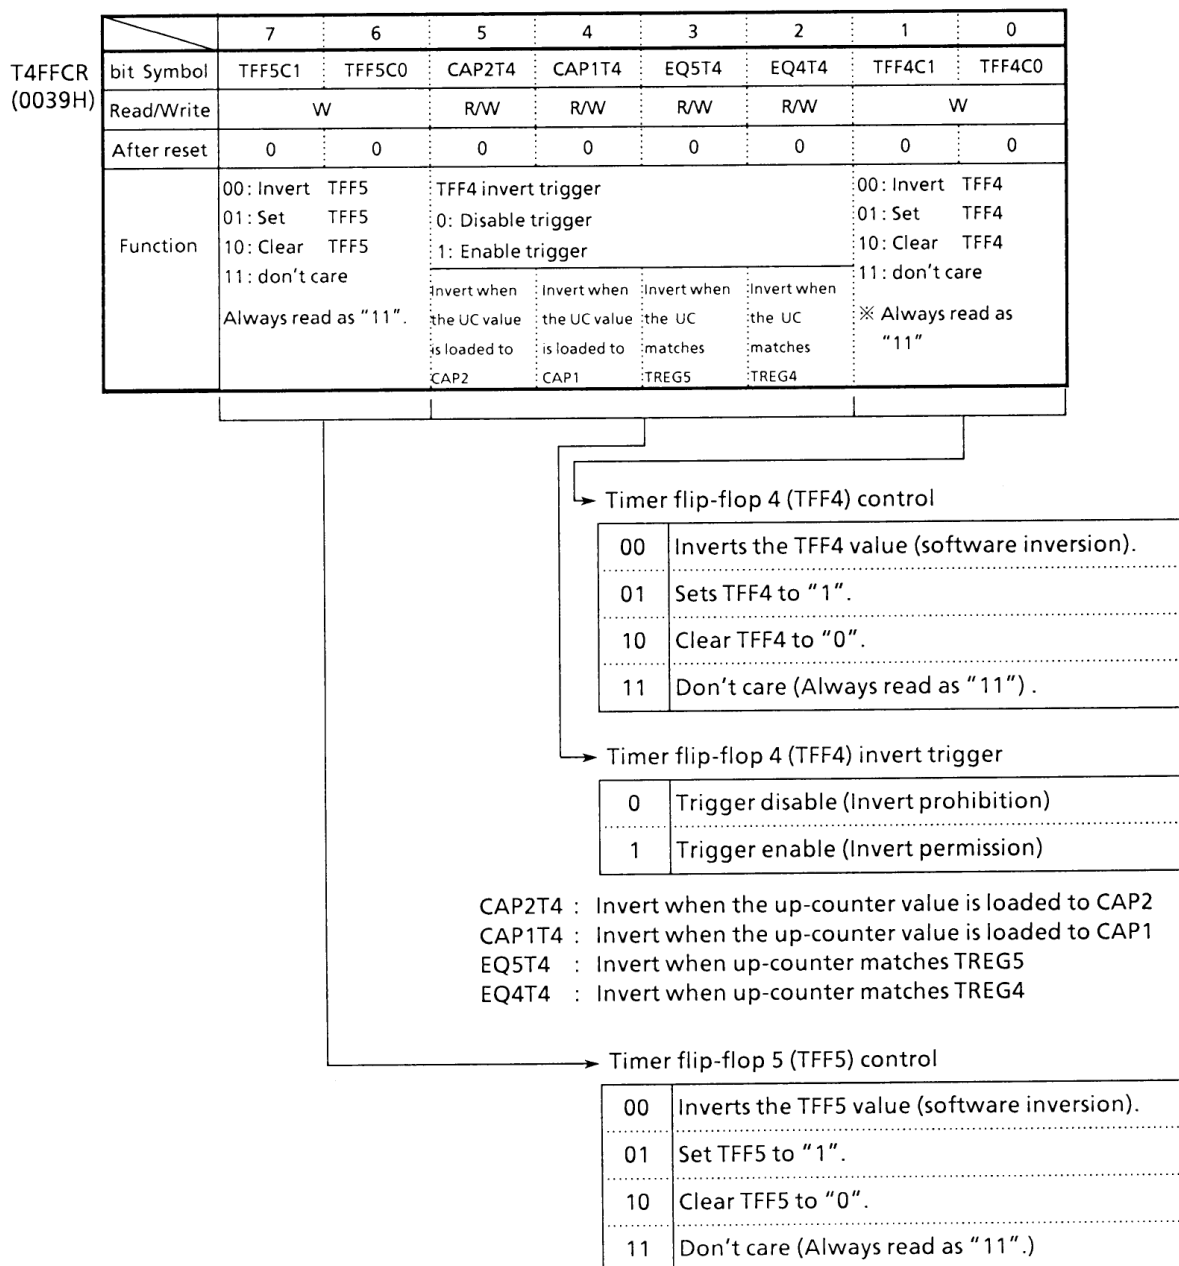 7 6 5 4 3 2 1 0
T4FFCR
(0039H)
bit Symbol TFF5C1 TFF5C0 CAP2T4 CAP1T4 EQ5T4 EQ4T4 TFF4C1 TFF4C0
Read/Write W R/W R/W R/W R/W W
After reset 0 0 0 0 0 0 0 0
Function
00: Invert TFF5
01: Set TFF5
10: Clear TFF5
11: don't care
Always read as "11".
TFF4 invert trigger
0: Disable trigger
1: Enable trigger
Invert when
the UC value
is loaded to
CAP2
Invert when
the UC value
is loaded to
CAP1
Invert when
the UC
matches
TREG5
Invert when
the UC
matches
TREG4
00: Invert TFF4
01: Set TFF4
10: Clear TFF4
11: don't care
※ Always read as
"11"
Timer flip-flop 4 (TFF4) control
00 Inverts the TFF4 value (software inversion).
01 Sets TFF4 to "1".
10 Clear TFF4 to "0".
11 Don't care (Always read as "11") .
Timer flip-flop 4 (TFF4) invert trigger
0 Trigger disable (Invert prohibition)
1 Trigger enable (Invert permission)
CAP2T4 : Invert when the up-counter value is loaded to CAP2
CAP1T4 : Invert when the up-counter value is loaded to CAP1
EQ5T4 : Invert when up-counter matches TREG5
EQ4T4 : Invert when up-counter matches TREG4
Timer flip-flop 5 (TFF5) control
00 Inverts the TFF5 value (software inversion).
01 Set TFF5 to "1".
10 Clear TFF5 to "0".
11 Don't care (Always read as "11".)